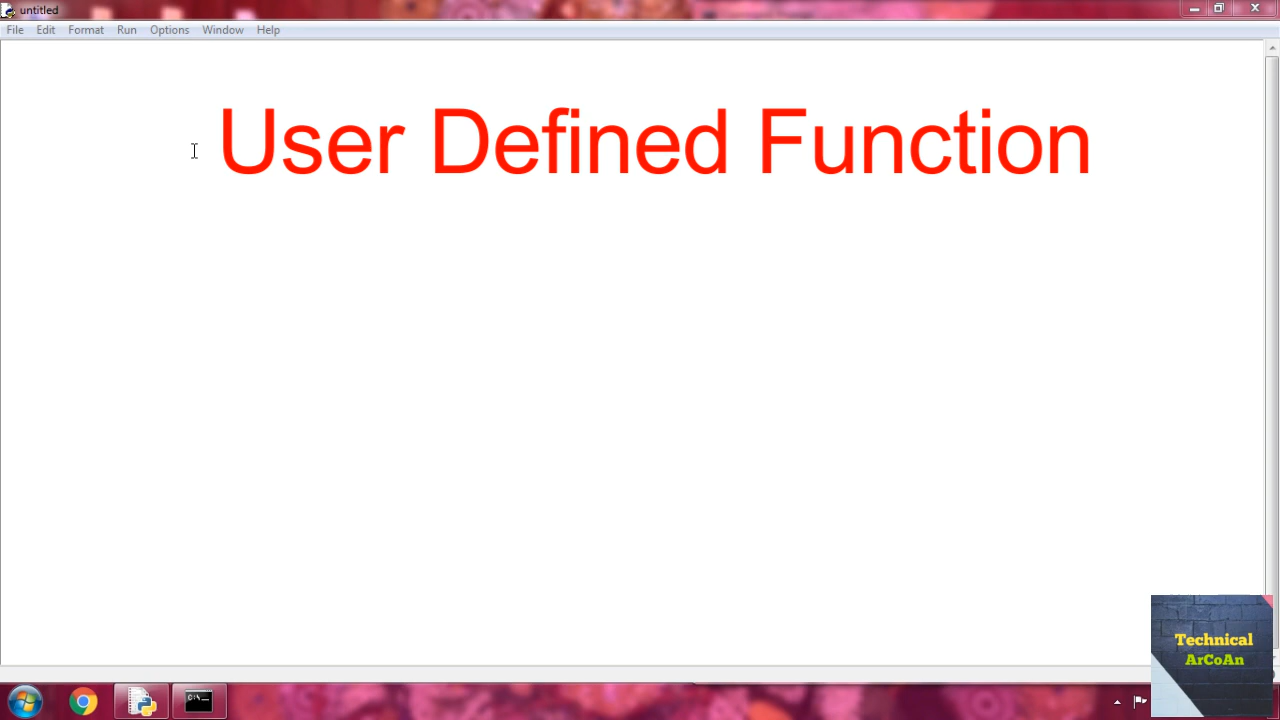 untitled
File Edit Format Run Options Window Help
User Defined Function
C:\._
Technical
ArCoAn